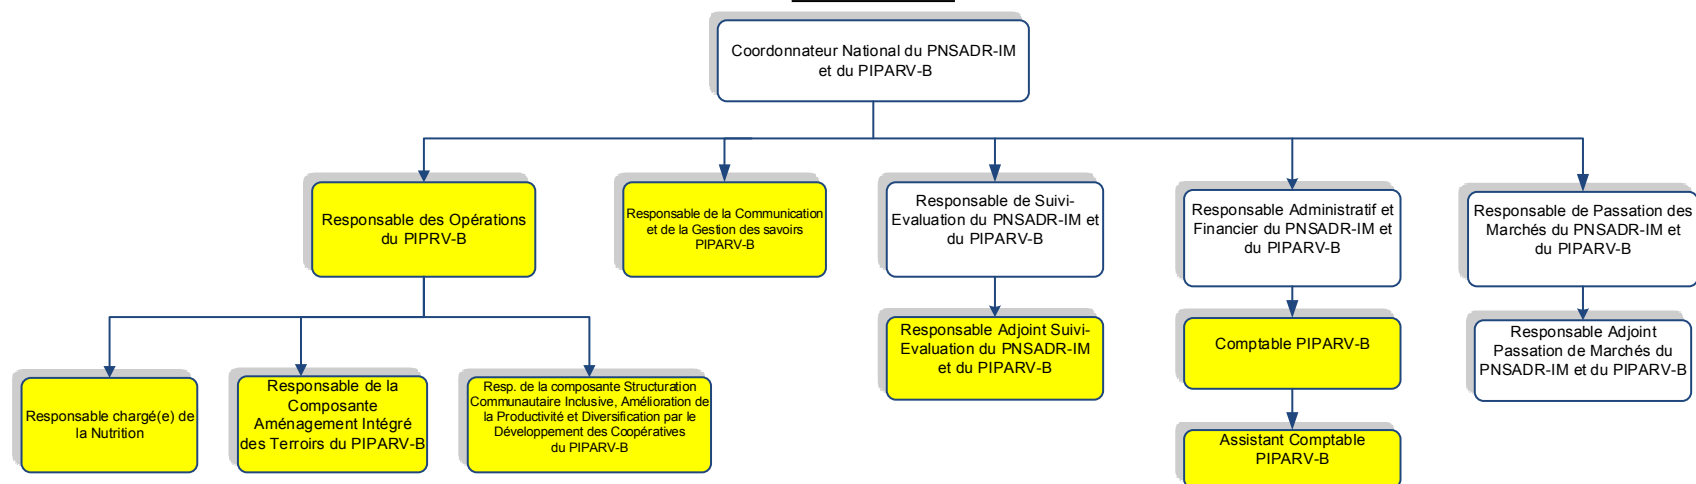 Coordonnateur National du PNSADR-IM
et du PIPARV-B
Responsable des Opérations
du PIPRV-B
Responsable de la Communication
et de la Gestion des savoirs
PIPARV-B
Responsable de Suivi-
Evaluation du PNSADR-IM et
du PIPARV-B
Responsable Administratif et
Financier du PNSADR-IM et
du PIPARV-B
Responsable de Passation des
Marchés du PNSADR-IM et
du PIPARV-B
Responsable Adjoint Suivi-
Evaluation du PNSADR-IM
et du PIPARV-B
Comptable PIPARV-B
Responsable Adjoint
Passation de Marchés du
PNSADR-IM et du PIPARV-B
Responsable chargé(e) de
la Nutrition
Responsable de la
Composante
Aménagement Intégré
des Terroirs du PIPARV-B
Resp. de la composante Structuration
Communautaire Inclusive, Amélioration de
la Productivité et Diversification par le
Développement des Coopératives
du PIPARV-B
Assistant Comptable
PIPARV-B